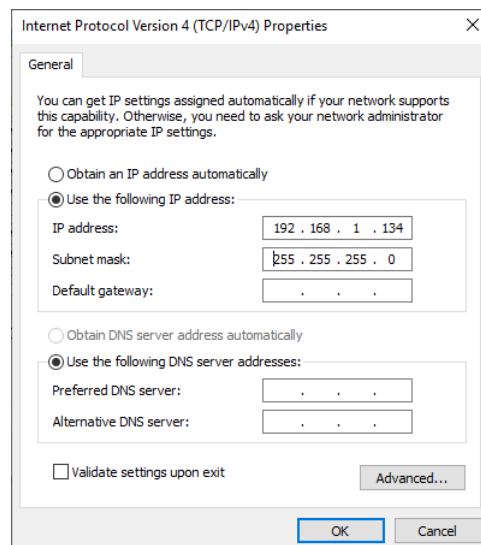 Internet Protocol Version 4 (TCP/IPv4) Properties
General
You can get IP settings assigned automatically if your network supports
this capability. Otherwise, you need to ask your network administrator
for the appropriate IP settings.
Obtain an IP address automatically
Use the following IP address:
IP address: 192 . 168 . 1 . 134
Subnet mask: 255 . 255 . 255 . 0
Default gateway: . . .
Obtain DNS server address automatically
Use the following DNS server addresses:
Preferred DNS server: . . .
Alternative DNS server: . . .
Validate settings upon exit
Advanced...
OK Cancel